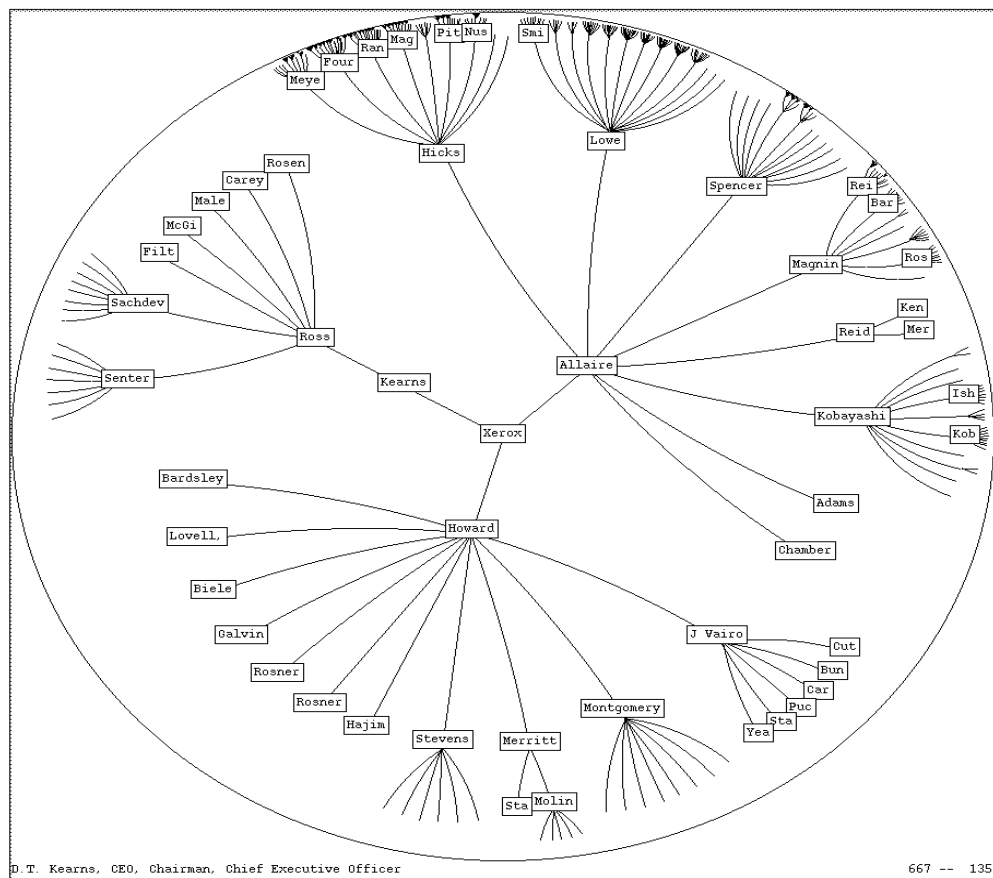 Smi
Pit
Nus
Mag
Ran
Four
Meye
Lowe
Hicks
Rosen
Carey
Spencer
Rei
Male
Bar
McGi
Filt
Ros
Magnin
Sachdev
Ken
Ross
Reid
Mer
Allaire
Senter
Kearns
Ish
Kobayashi
Xerox
Kob
Bardsley
Adams
Howard
Lovell,
Chamber
Biele
Galvin
J Vairo
Cut
Rosner
Bun
Car
Rosner
Puc
Montgomery
Hajim
Sta
Yea
Stevens
Merritt
Sta
Molin
D.T. Kearns, CEO, Chairman, Chief Executive Officer
667 -- 135